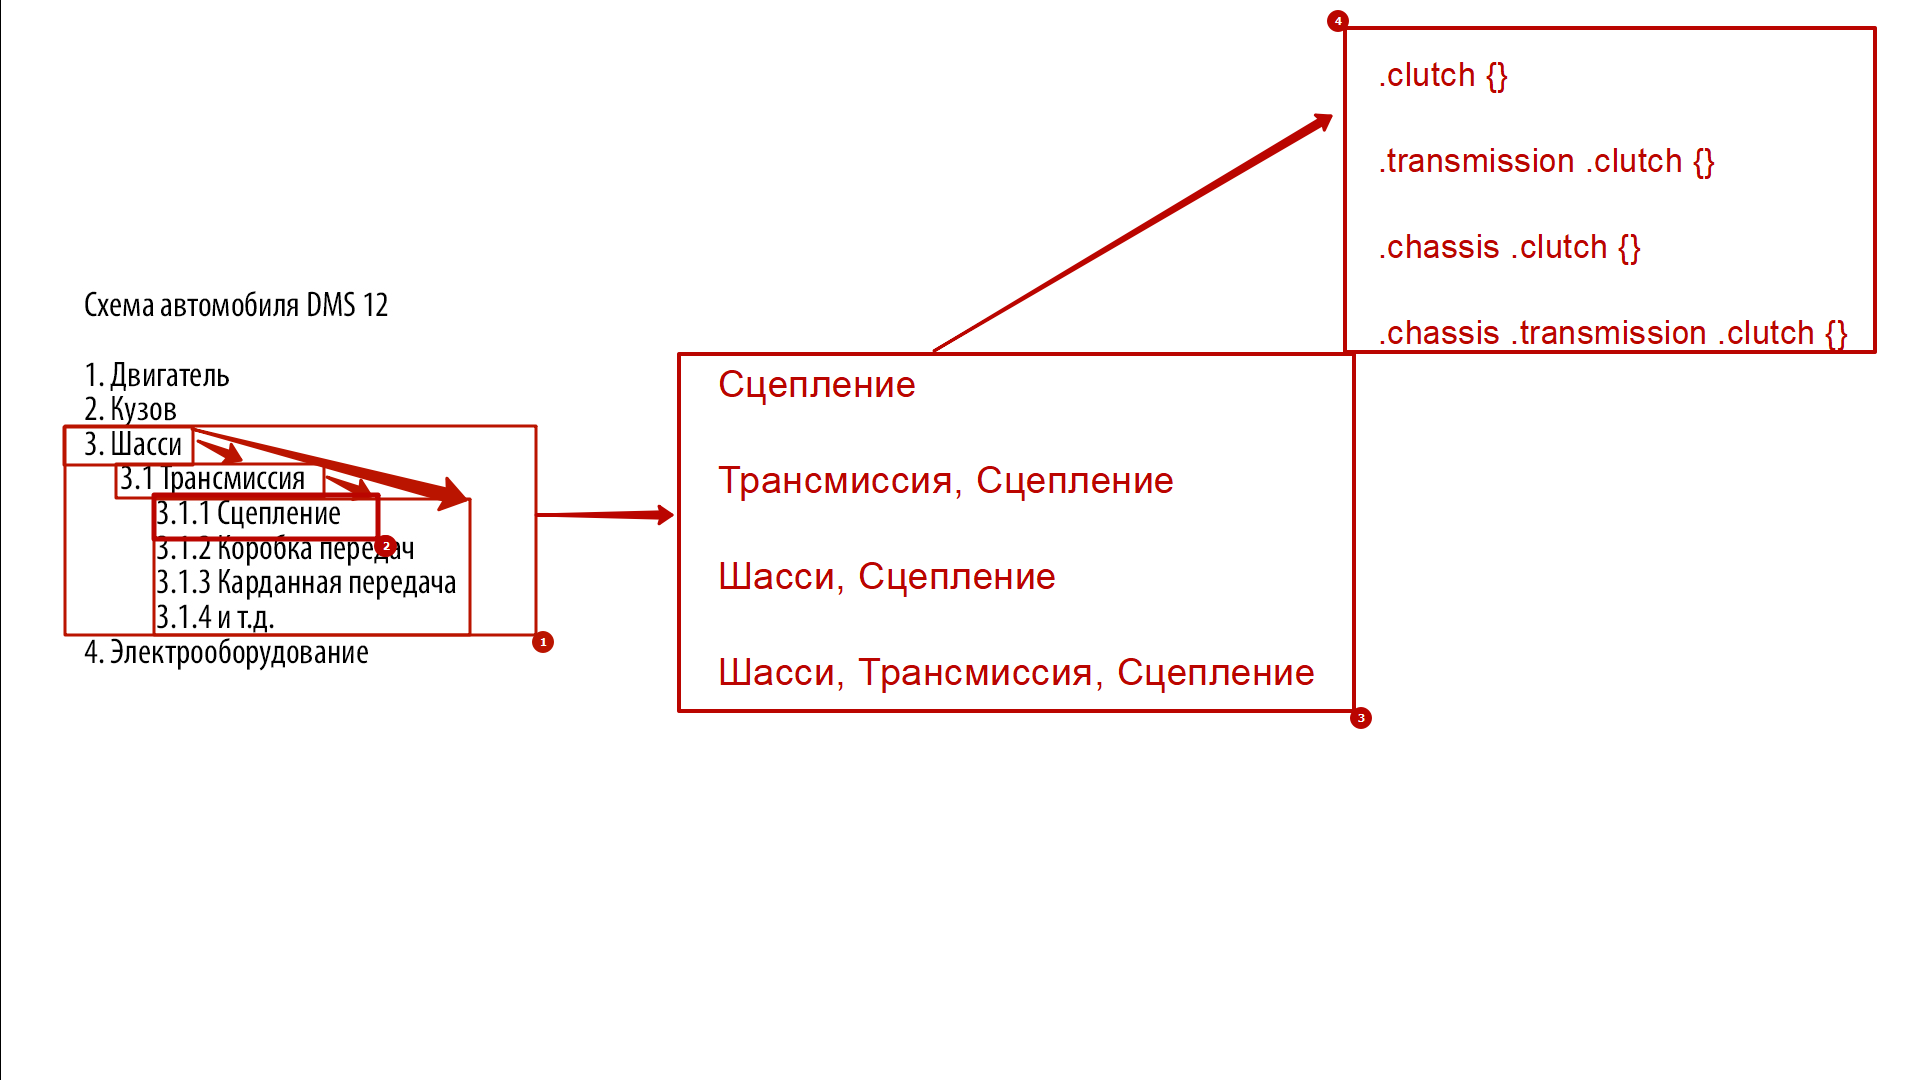 Схема автомобиля DMS 12
1. Двигатель
2. Кузов
3. Шасси
3.1 Трансмиссия
3.1.1 Сцепление
3.1.2 Коробка передач
2
3.1.3 Карданная передача
3.1.4 и т.д.
4. Электрооборудование
1
Сцепление
Трансмиссия, Сцепление
Шасси, Сцепление
Шасси, Трансмиссия, Сцепление
3
4
.clutch {}
.transmission .clutch {}
.chassis .clutch {}
.chassis .transmission .clutch {}